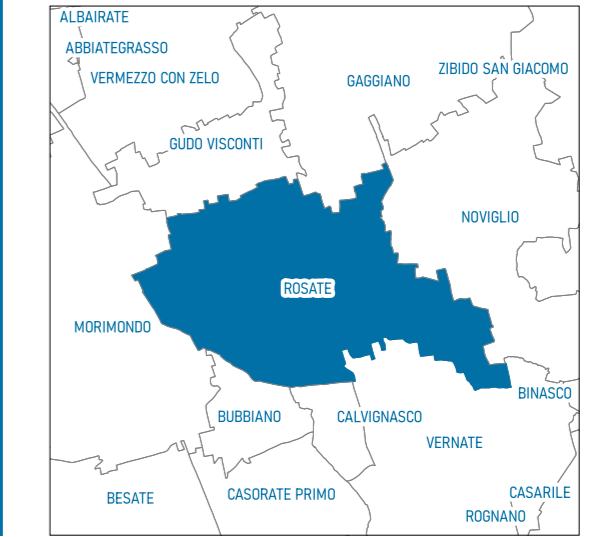 ALBAIRATE
ABBIATEGRASSO
ZIBIDO SAN GIACOMO
VERMEZZO CON ZELO
GAGGIANO
GUDO VISCONTI
NOVIGLIO
ROSATE
MORIMONDO
BINASCO
BUBBIANO
CALVIGNASCO
VERNATE
BESATE
CASORATE PRIMO
CASARILE
ROGNANO